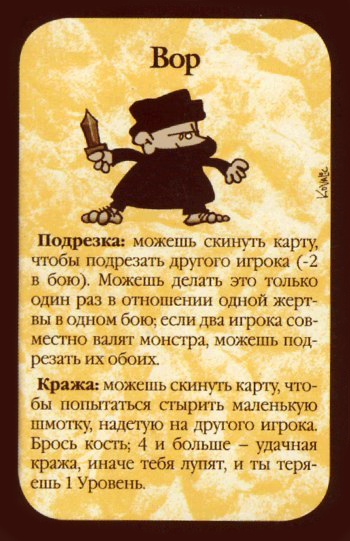 Вор
Kovalic
Подрезка: можешь скинуть карту,
чтобы подрезать другого игрока (-2
в бою). Можешь делать это только
один раз в отношении одной жерт-
вы в одном бою; если два игрока сов-
местно валят монстра, можешь под-
резать их обоих.
Кража: можешь скинуть карту, что-
бы попытаться стырить маленькую
шмотку, надетую на другого игрока.
Брось кость; 4 и больше – удачная
кража, иначе тебя лупят, и ты теря-
ешь 1 Уровень.